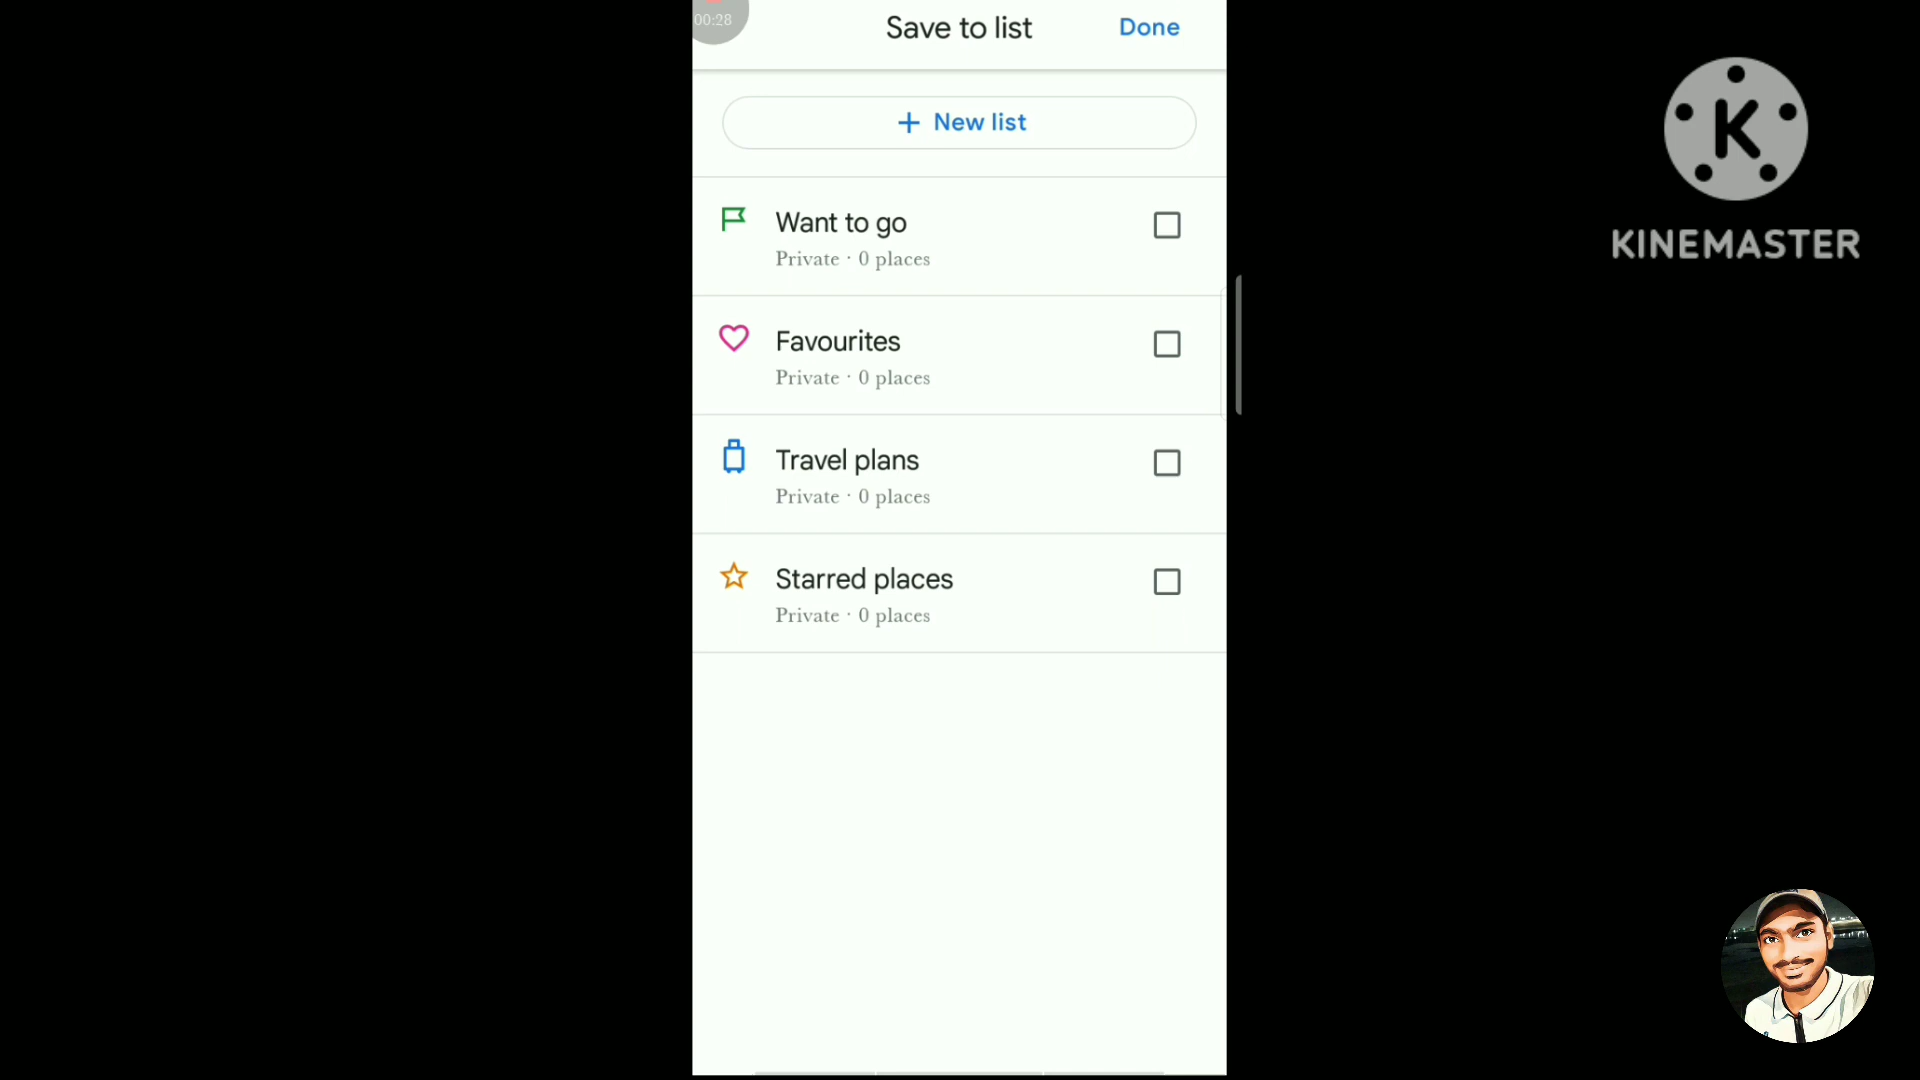 00:28
Save to list
Done
+ New list
Want to go
Private · 0 places
Favourites
Private · 0 places
Travel plans
Private · 0 places
Starred places
Private · 0 places
K
KINEMASTER